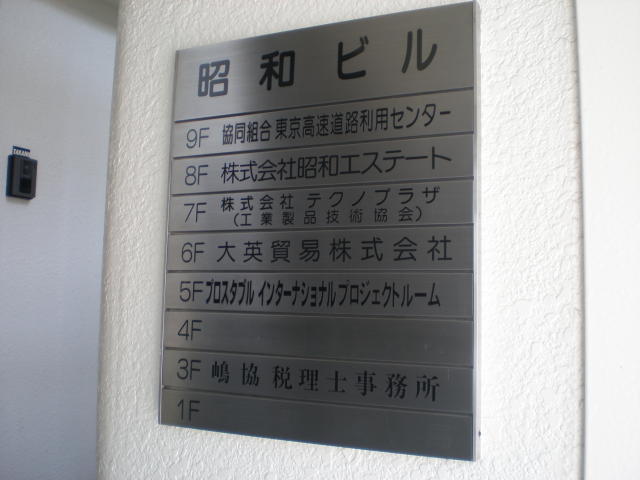 昭和ビル
9F 協同組合 東京高速道路利用センター
8F 株式会社昭和エステート
7F 株式会社 テクノプラザ
(工業製品技術協会)
6F 大英貿易株式会社
5F プロスタブル インターナショナル プロジェクトルーム
4F
3F 嶋協 税理士事務所
1F
TAKANO